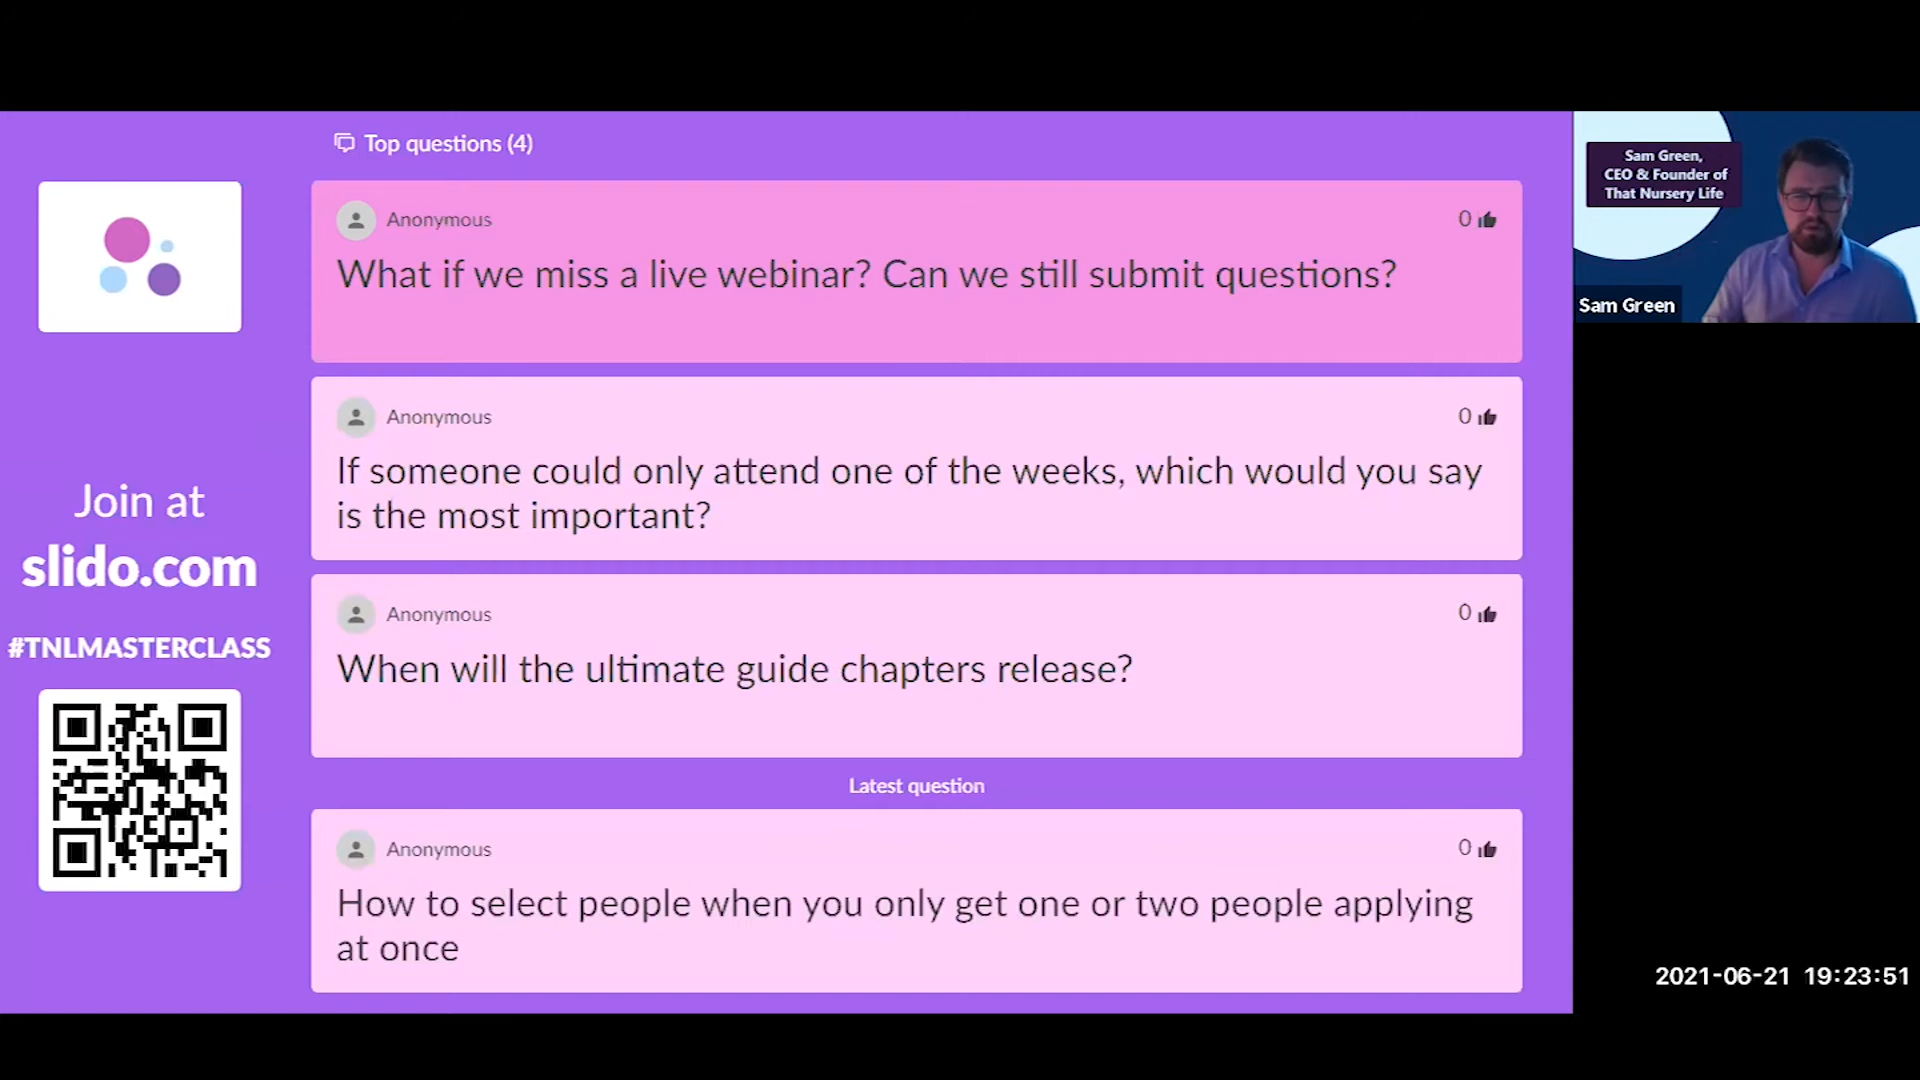 Top questions (4)
Anonymous
0
What if we miss a live webinar? Can we still submit questions?
Anonymous
0
If someone could only attend one of the weeks, which would you say
is the most important?
Anonymous
0
When will the ultimate guide chapters release?
Latest question
Anonymous
0
How to select people when you only get one or two people applying
at once
Join at
slido.com
#TNLMASTERCLASS
Sam Green,
CEO & Founder of
That Nursery Life
Sam Green
2021-06-21 19:23:51